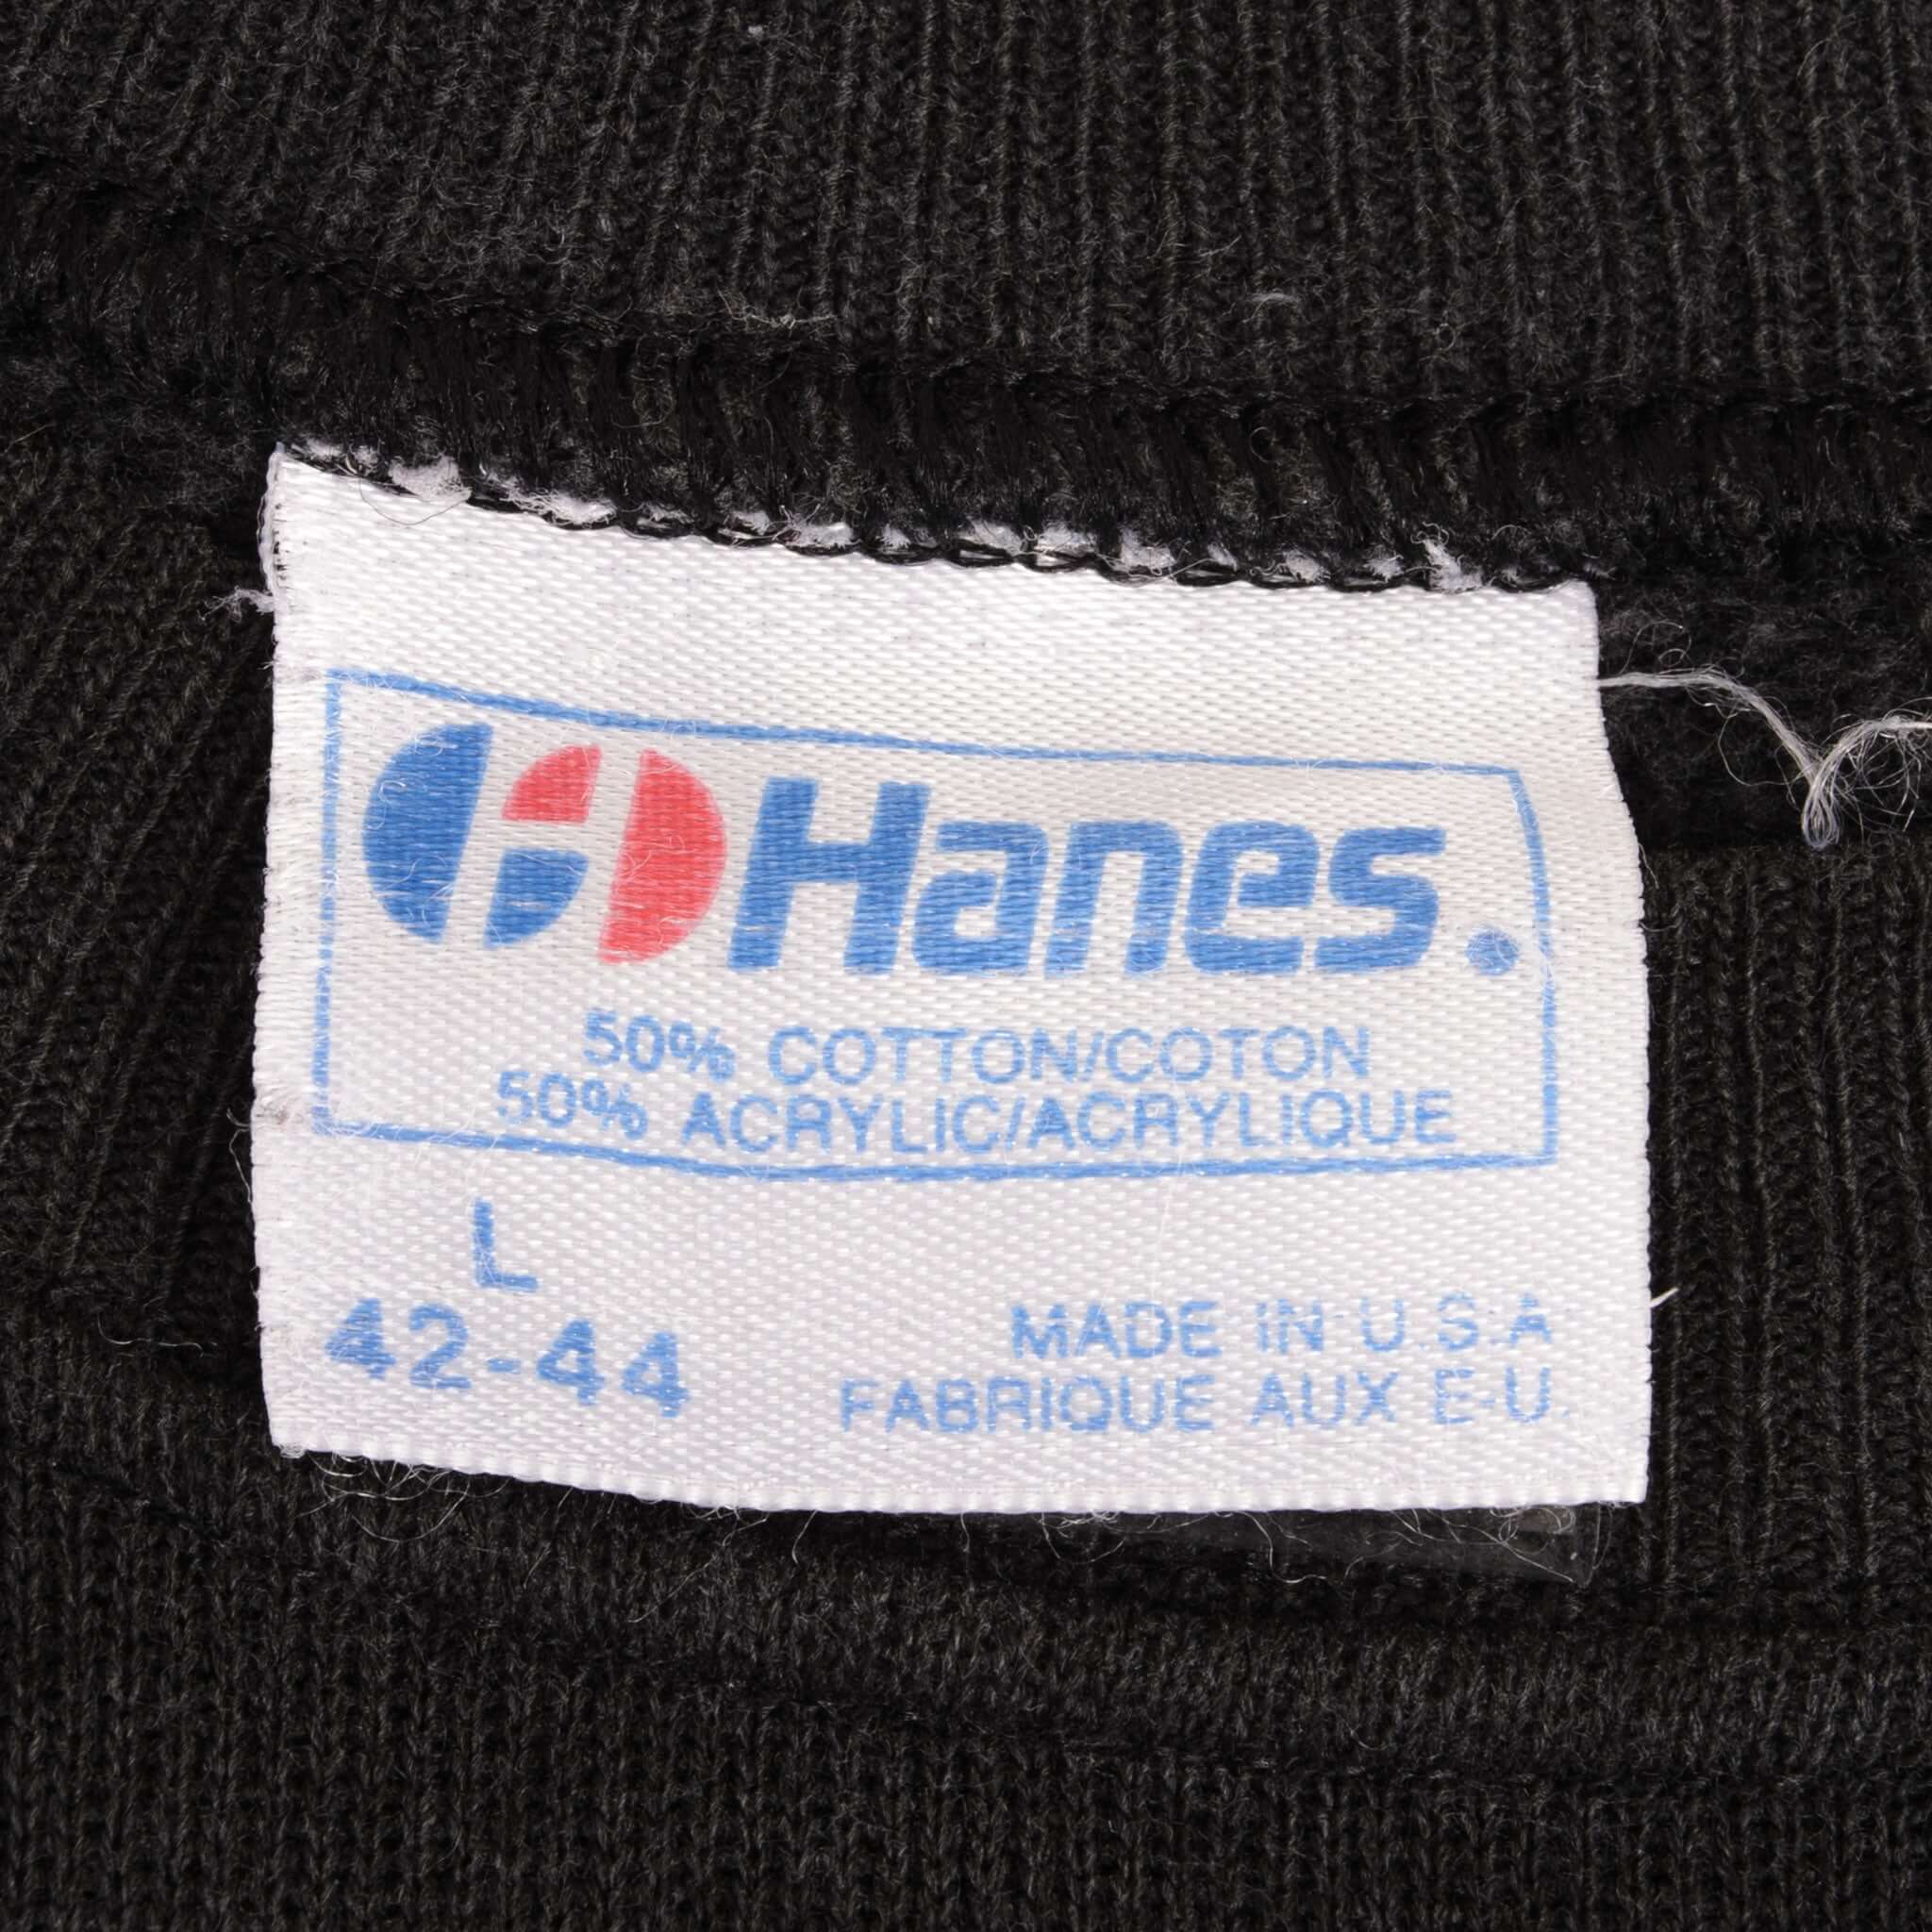 Hanes.
50% COTTON/COTON
50% ACRYLIC/ACRYLIQUE
L
42-44
MADE IN U.S.A
FABRIQUE AUX E-U.